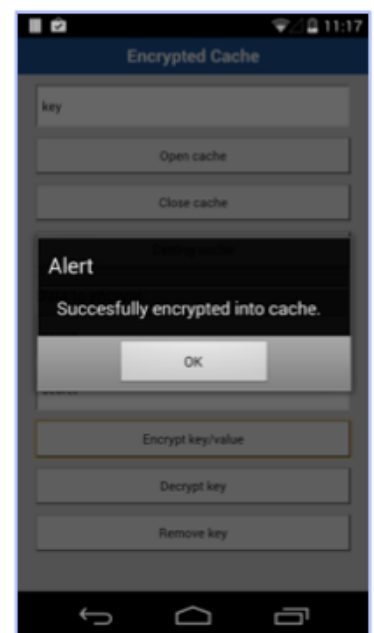 11:17
Encrypted Cache
key
Open cache
Close cache
Alert
Succesfully encrypted into cache.
OK
Encrypt key/value
Decrypt key
Remove key